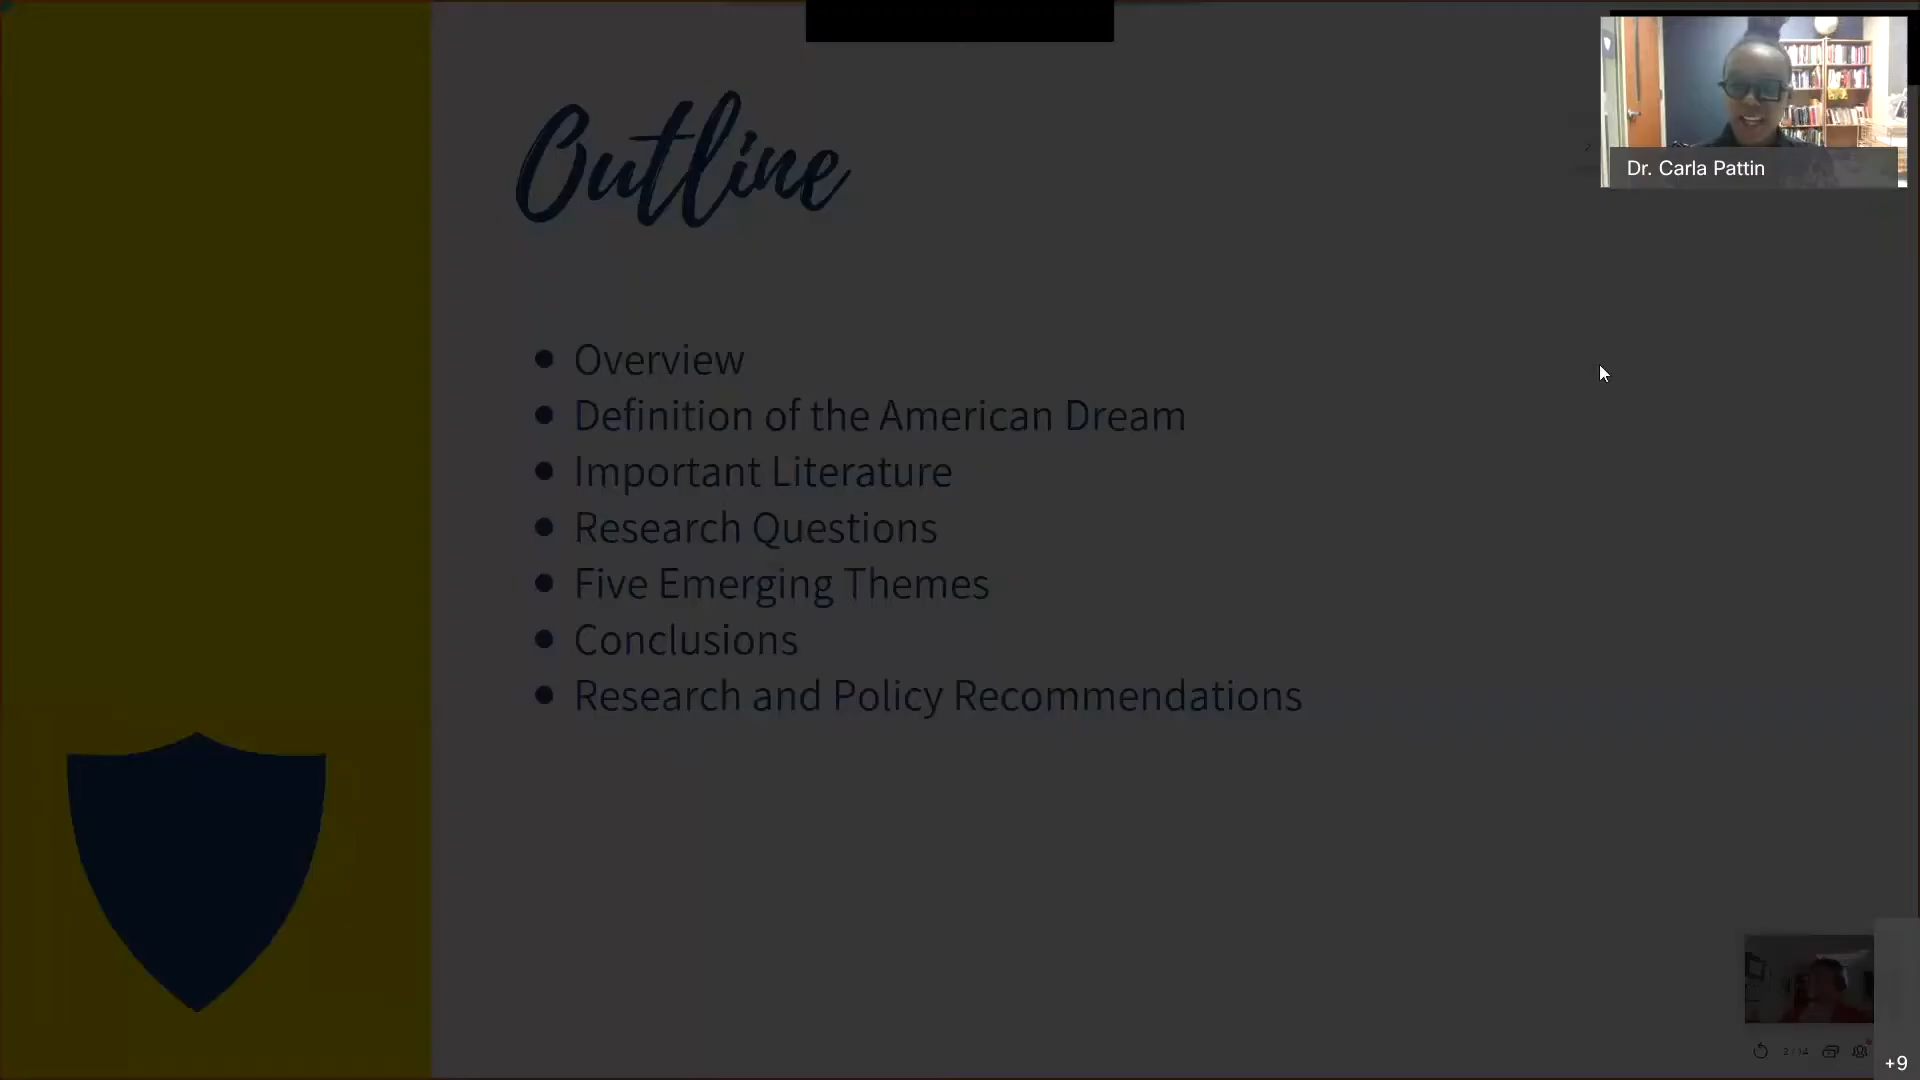 Outline
Dr. Carla Pattin
• Overview
• Definition of the American Dream
• Important Literature
• Research Questions
• Five Emerging Themes
• Conclusions
• Research and Policy Recommendations
+9